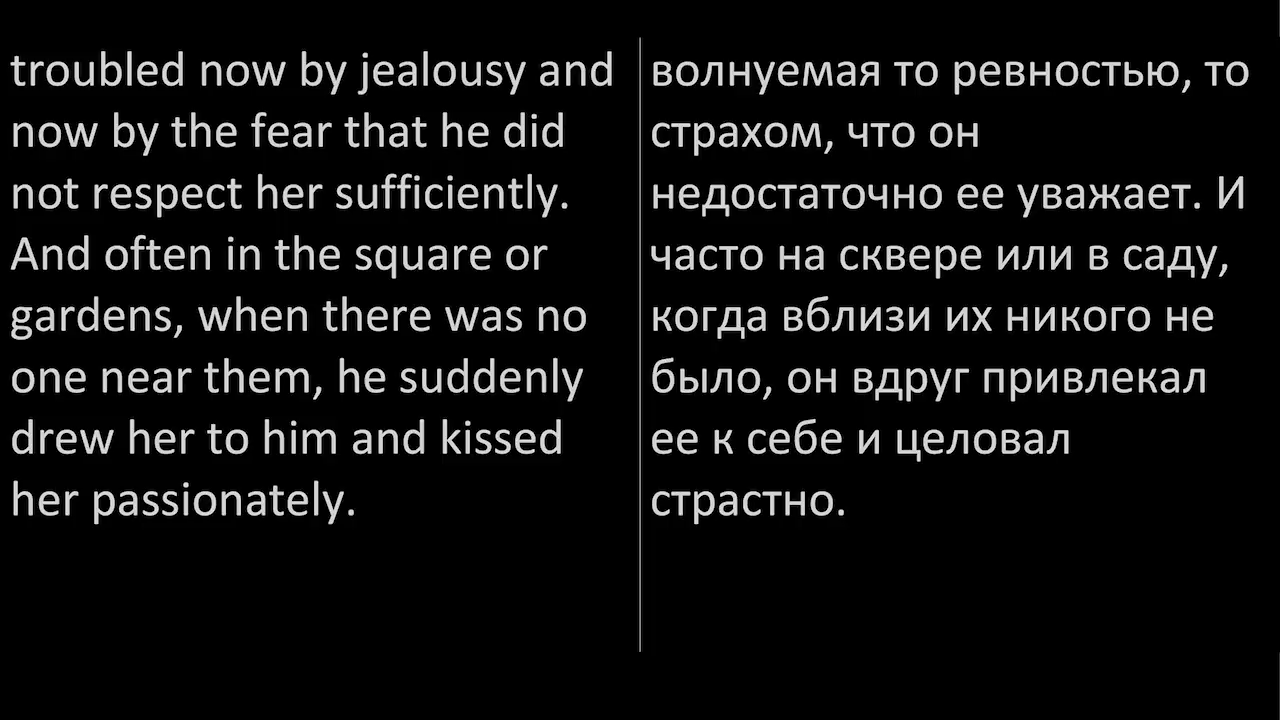 troubled now by jealousy and
now by the fear that he did
not respect her sufficiently.
And often in the square or
gardens, when there was no
one near them, he suddenly
drew her to him and kissed
her passionately.
волнуемая то ревностью, то
страхом, что он
недостаточно ее уважает. И
часто на сквере или в саду,
когда вблизи их никого не
было, он вдруг привлекал
ее к себе и целовал
страстно.